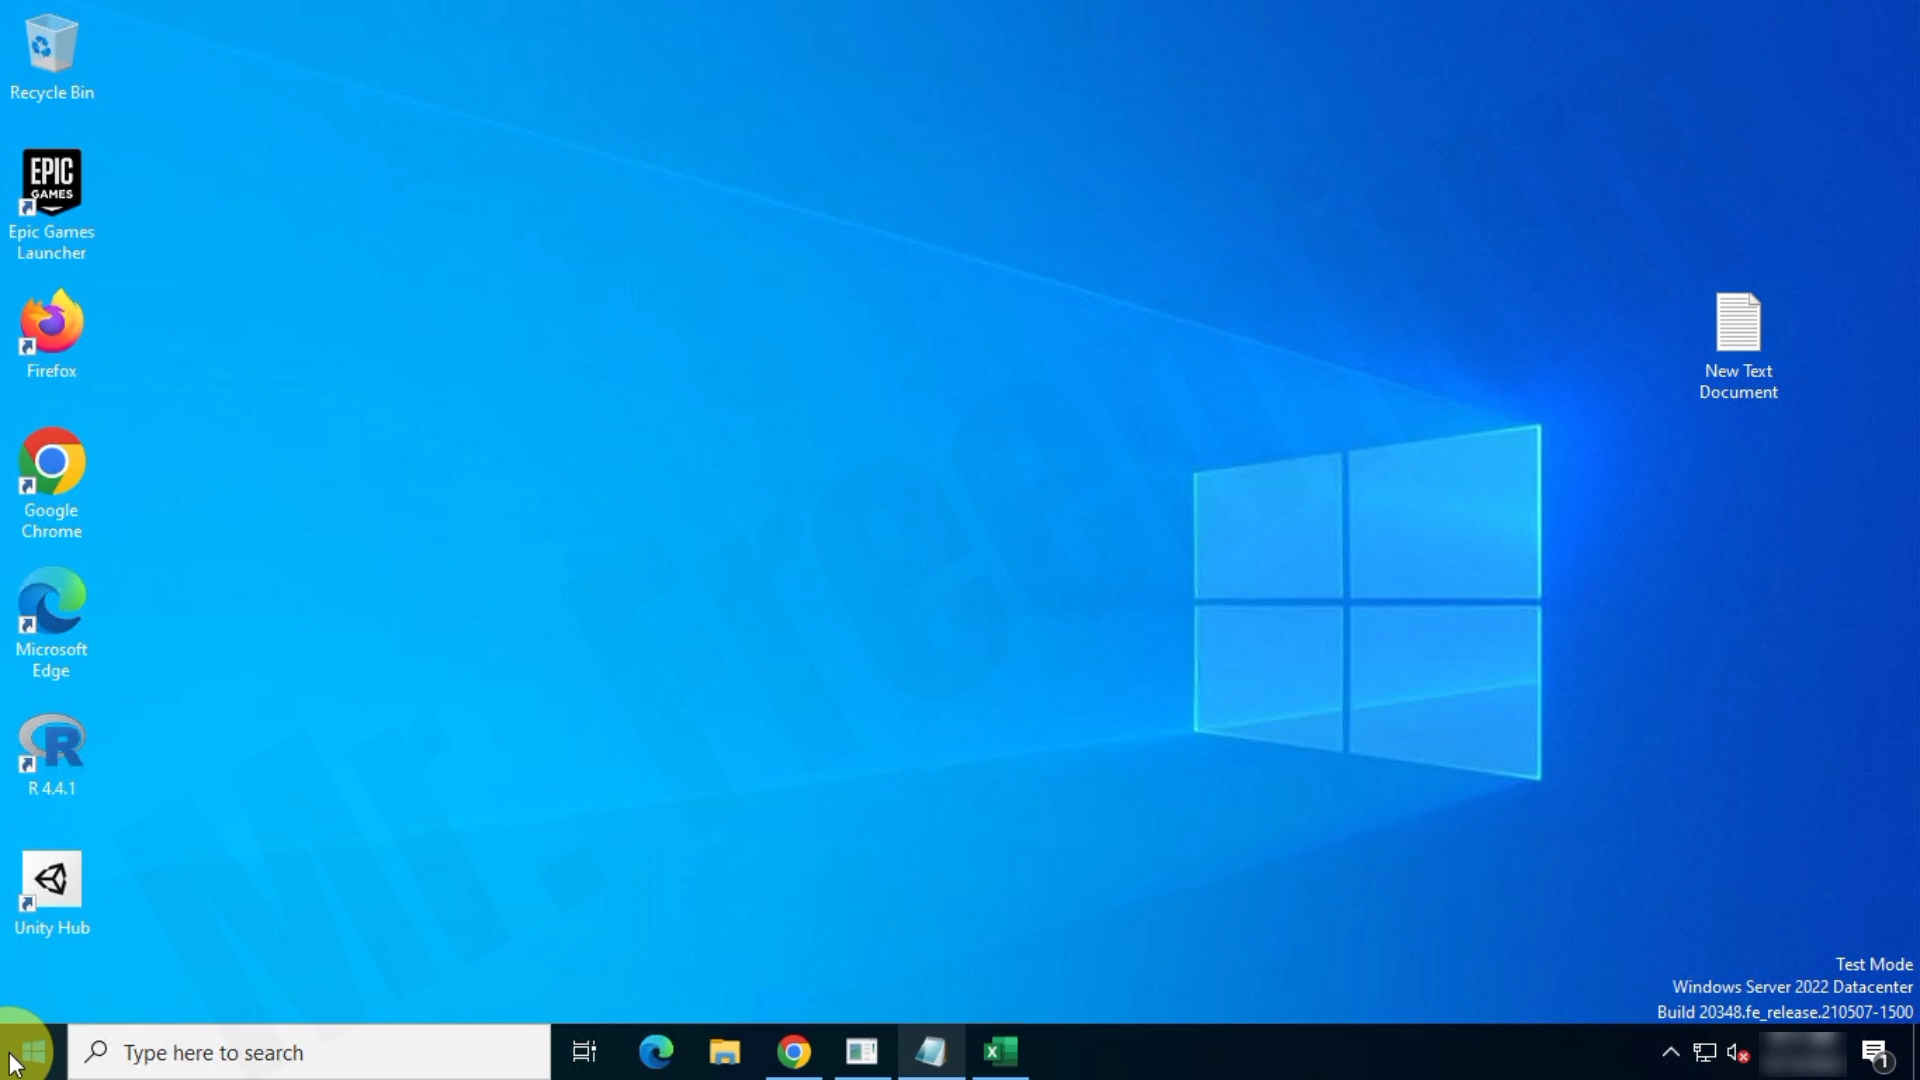 Recycle Bin
EPIC
GAMES
Epic Games
Launcher
Firefox
Google
Chrome
Microsoft
Edge
R 4.4.1
Unity Hub
New Text
Document
Test Mode
Windows Server 2022 Datacenter
Build 20348.fe_release.210507-1500
Type here to search
1